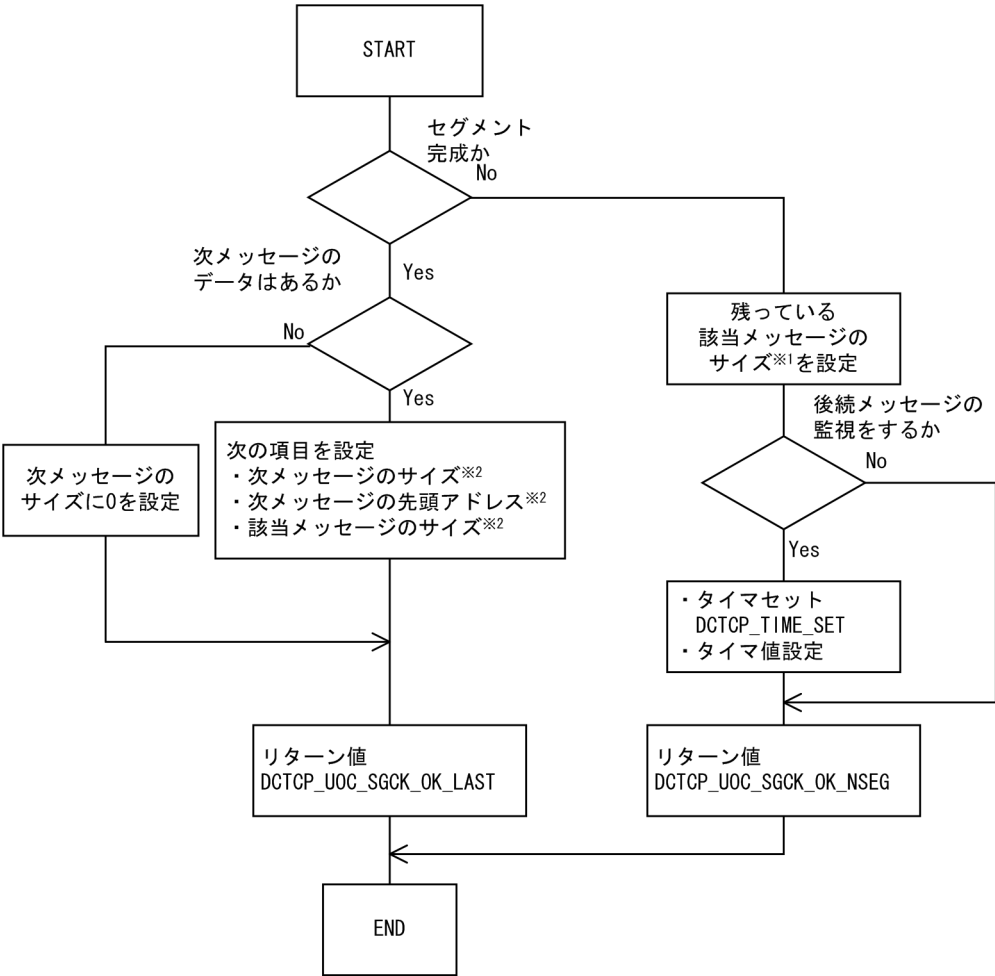 START
セグメント
完成か
No
次メッセージの
データはあるか
Yes
No
Yes
残っている
該当メッセージの
サイズ※1を設定
後続メッセージの
監視をするか
No
次メッセージの
サイズに0を設定
次の項目を設定
・次メッセージのサイズ※2
・次メッセージの先頭アドレス※2
・該当メッセージのサイズ※2
Yes
・タイマセット
DCTCP_TIME_SET
・タイマ値設定
リターン値
DCTCP_UOC_SGCK_OK_LAST
リターン値
DCTCP_UOC_SGCK_OK_NSEG
END